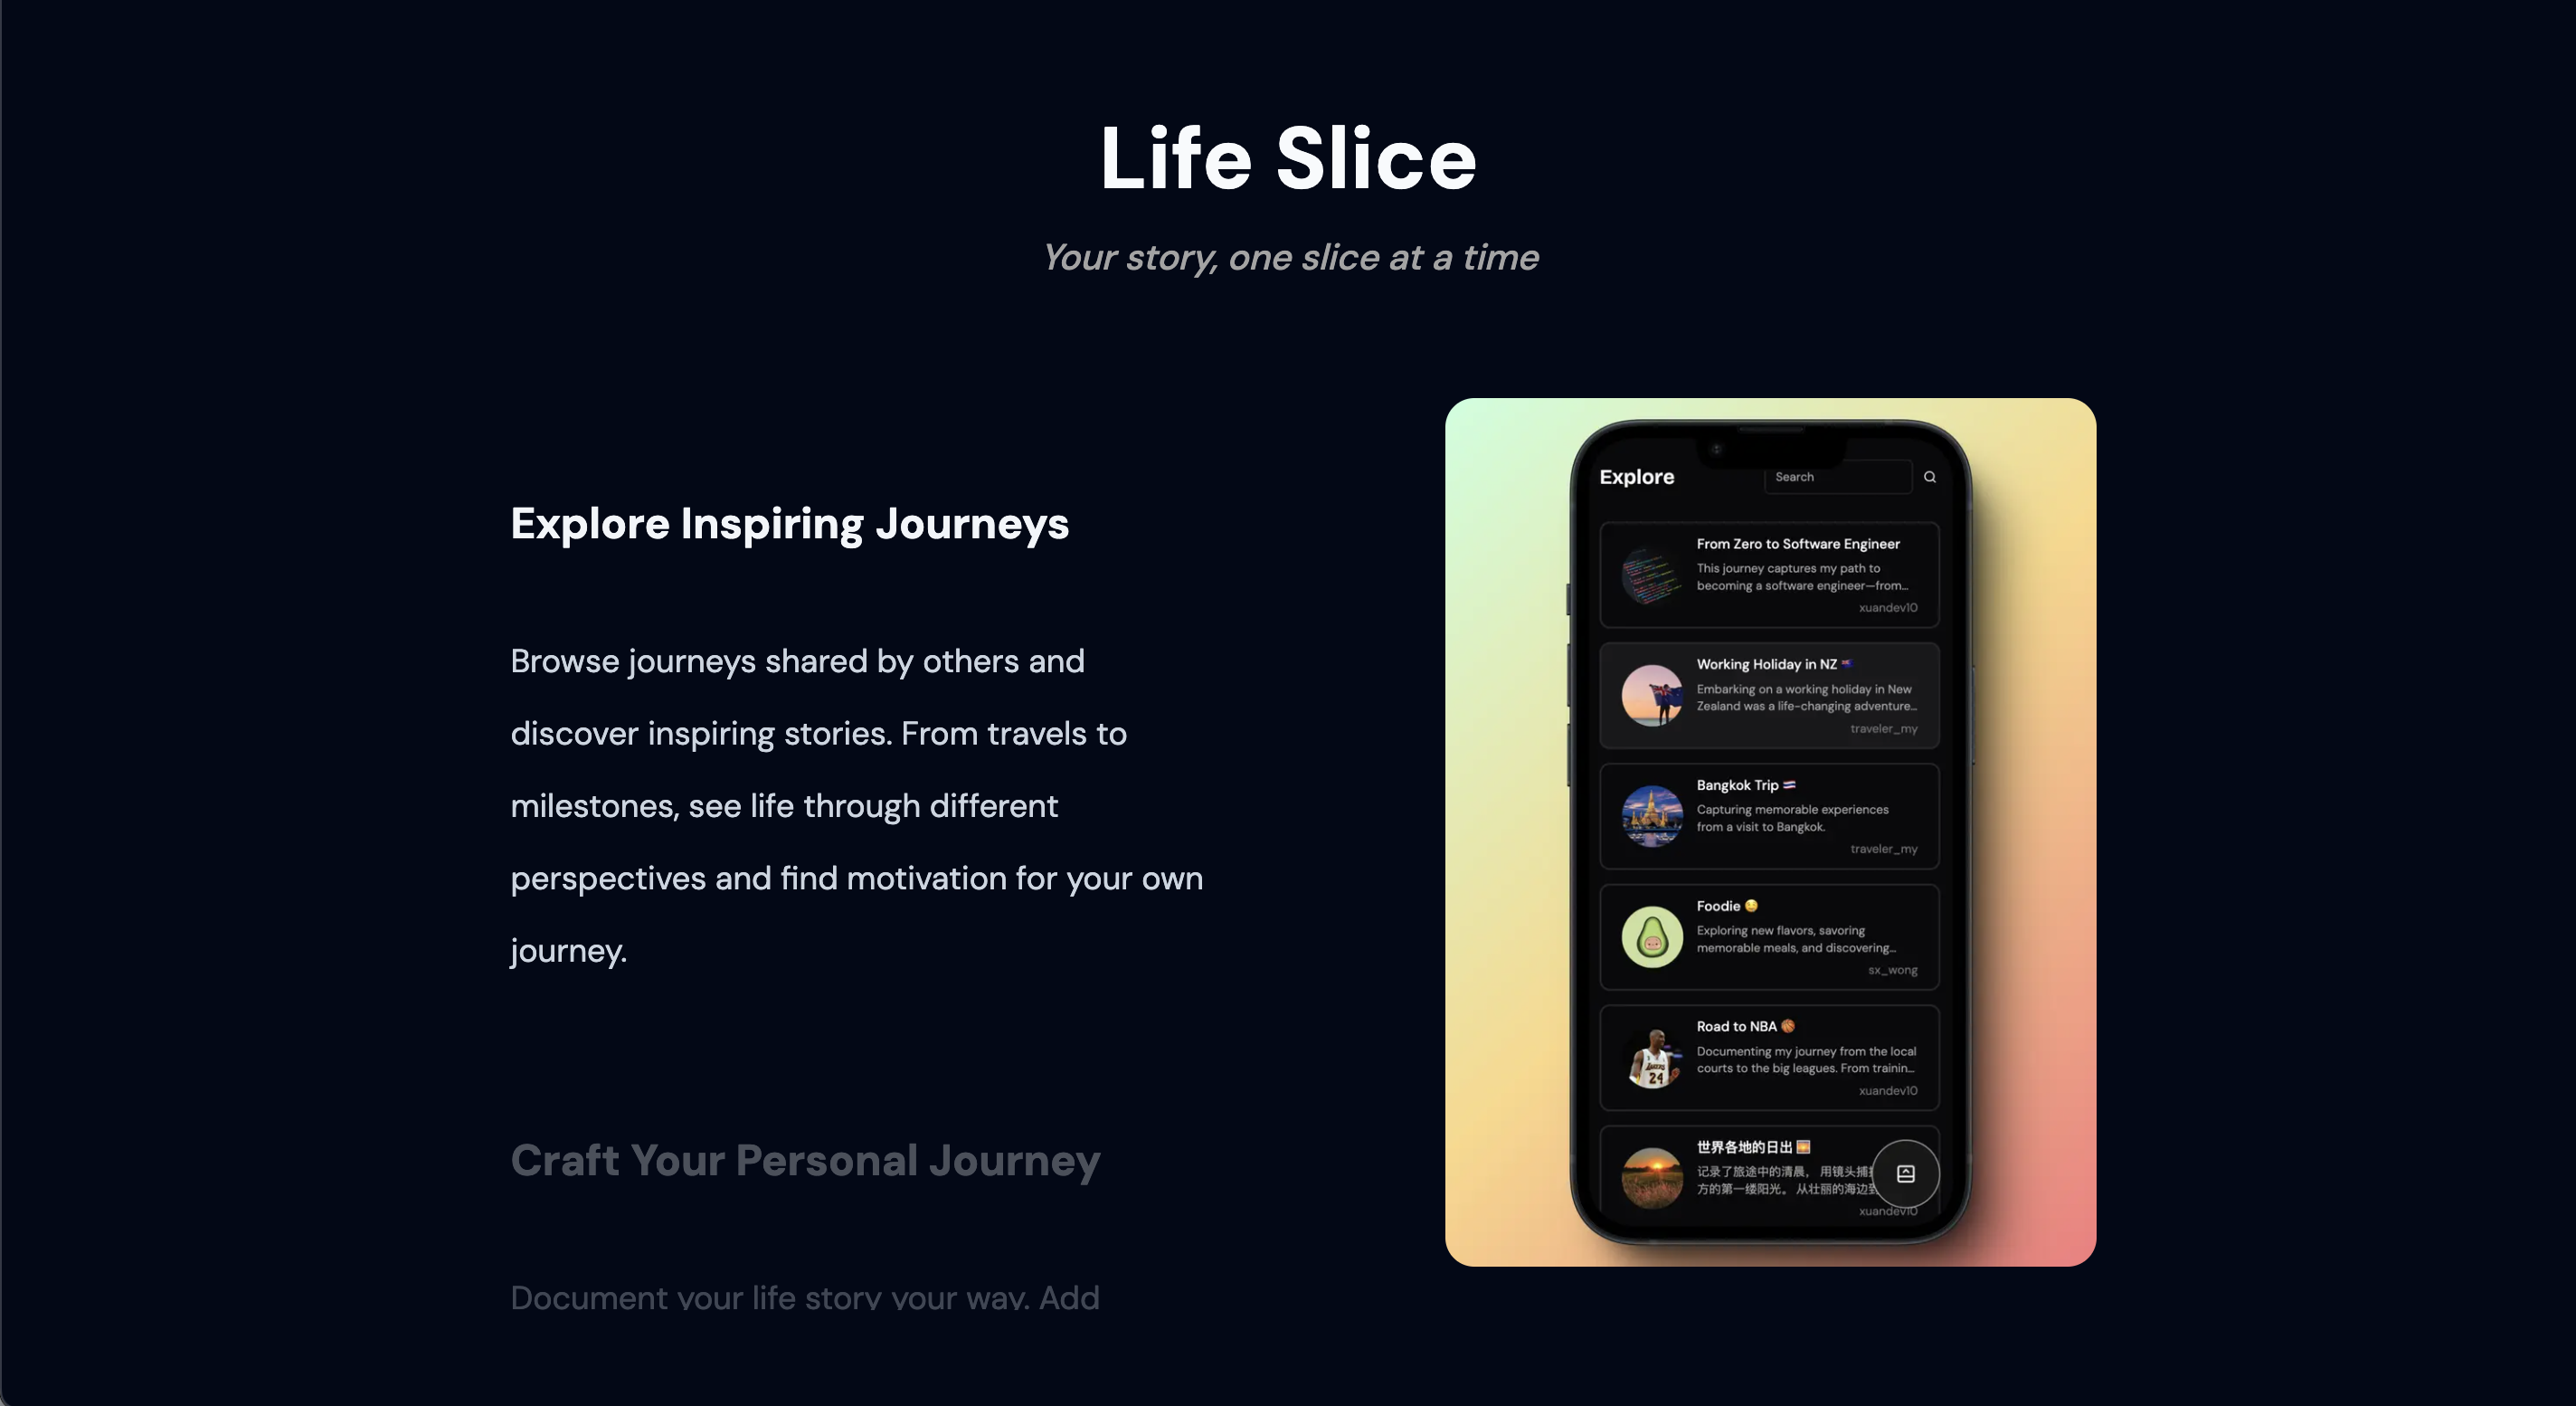 Life Slice
Your story, one slice at a time
Explore Inspiring Journeys
Browse journeys shared by others and
discover inspiring stories. From travels to
milestones, see life through different
perspectives and find motivation for your own
journey.
Craft Your Personal Journey
Document your life story your way. Add
Explore
Search
From Zero to Software Engineer
This journey captures my path to
becoming a software engineer—from...
xuandev10
Working Holiday in NZ 🇳🇿
Embarking on a working holiday in New
Zealand was a life-changing adventure...
traveler_my
Bangkok Trip 🇹🇭
Capturing memorable experiences
from a visit to Bangkok.
traveler_my
Foodie 😋
Exploring new flavors, savoring
memorable meals, and discovering...
sx_wong
Road to NBA 🏀
Documenting my journey from the local
courts to the big leagues. From trainin...
xuandev10
LAKERS
24
世界各地的日出 🌅
记录了旅途中的清晨， 用镜头捕
方的第一缕阳光。 从壮丽的海边到
xuandev10